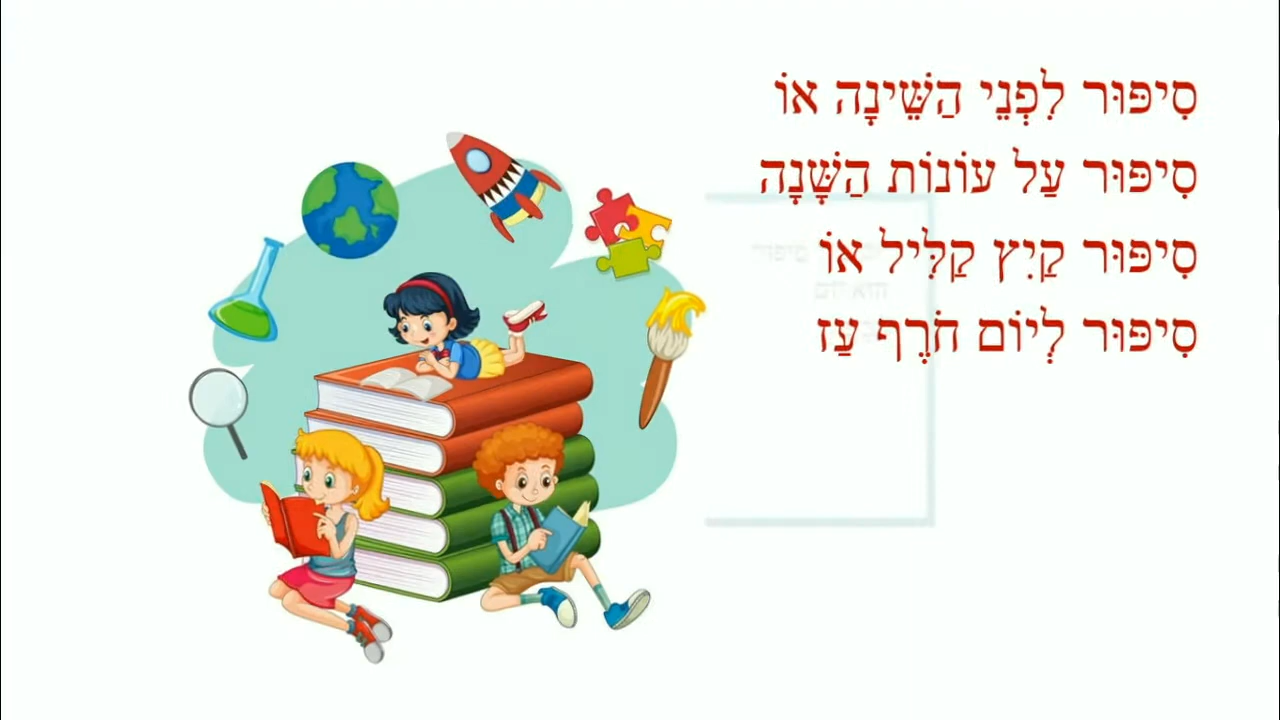 סִיפּוּר לִפְנֵי הַשֵּׁינָה אוֹ
סִיפּוּר עַל עוֹנוֹת הַשָּׁנָה
סִיפּוּר קַיִץ קַלִּיל אוֹ
סִיפּוּר לְיוֹם חֹרֶף עַז